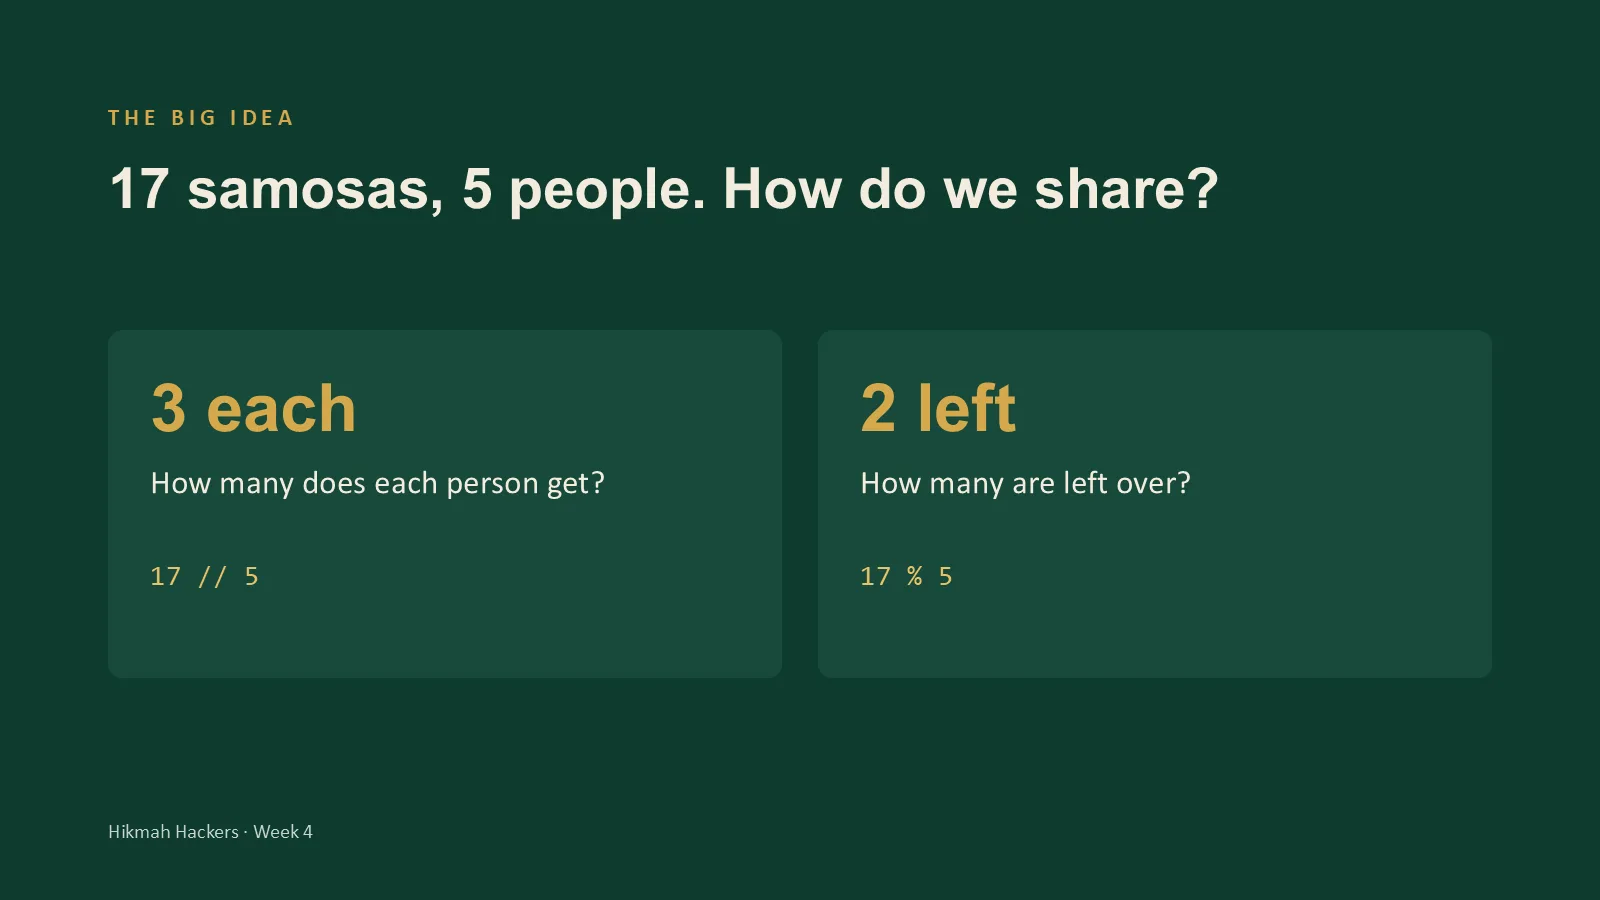 THE BIG IDEA
17 samosas, 5 people. How do we share?
3 each
How many does each person get?
17 // 5
2 left
How many are left over?
17 % 5
Hikmah Hackers · Week 4